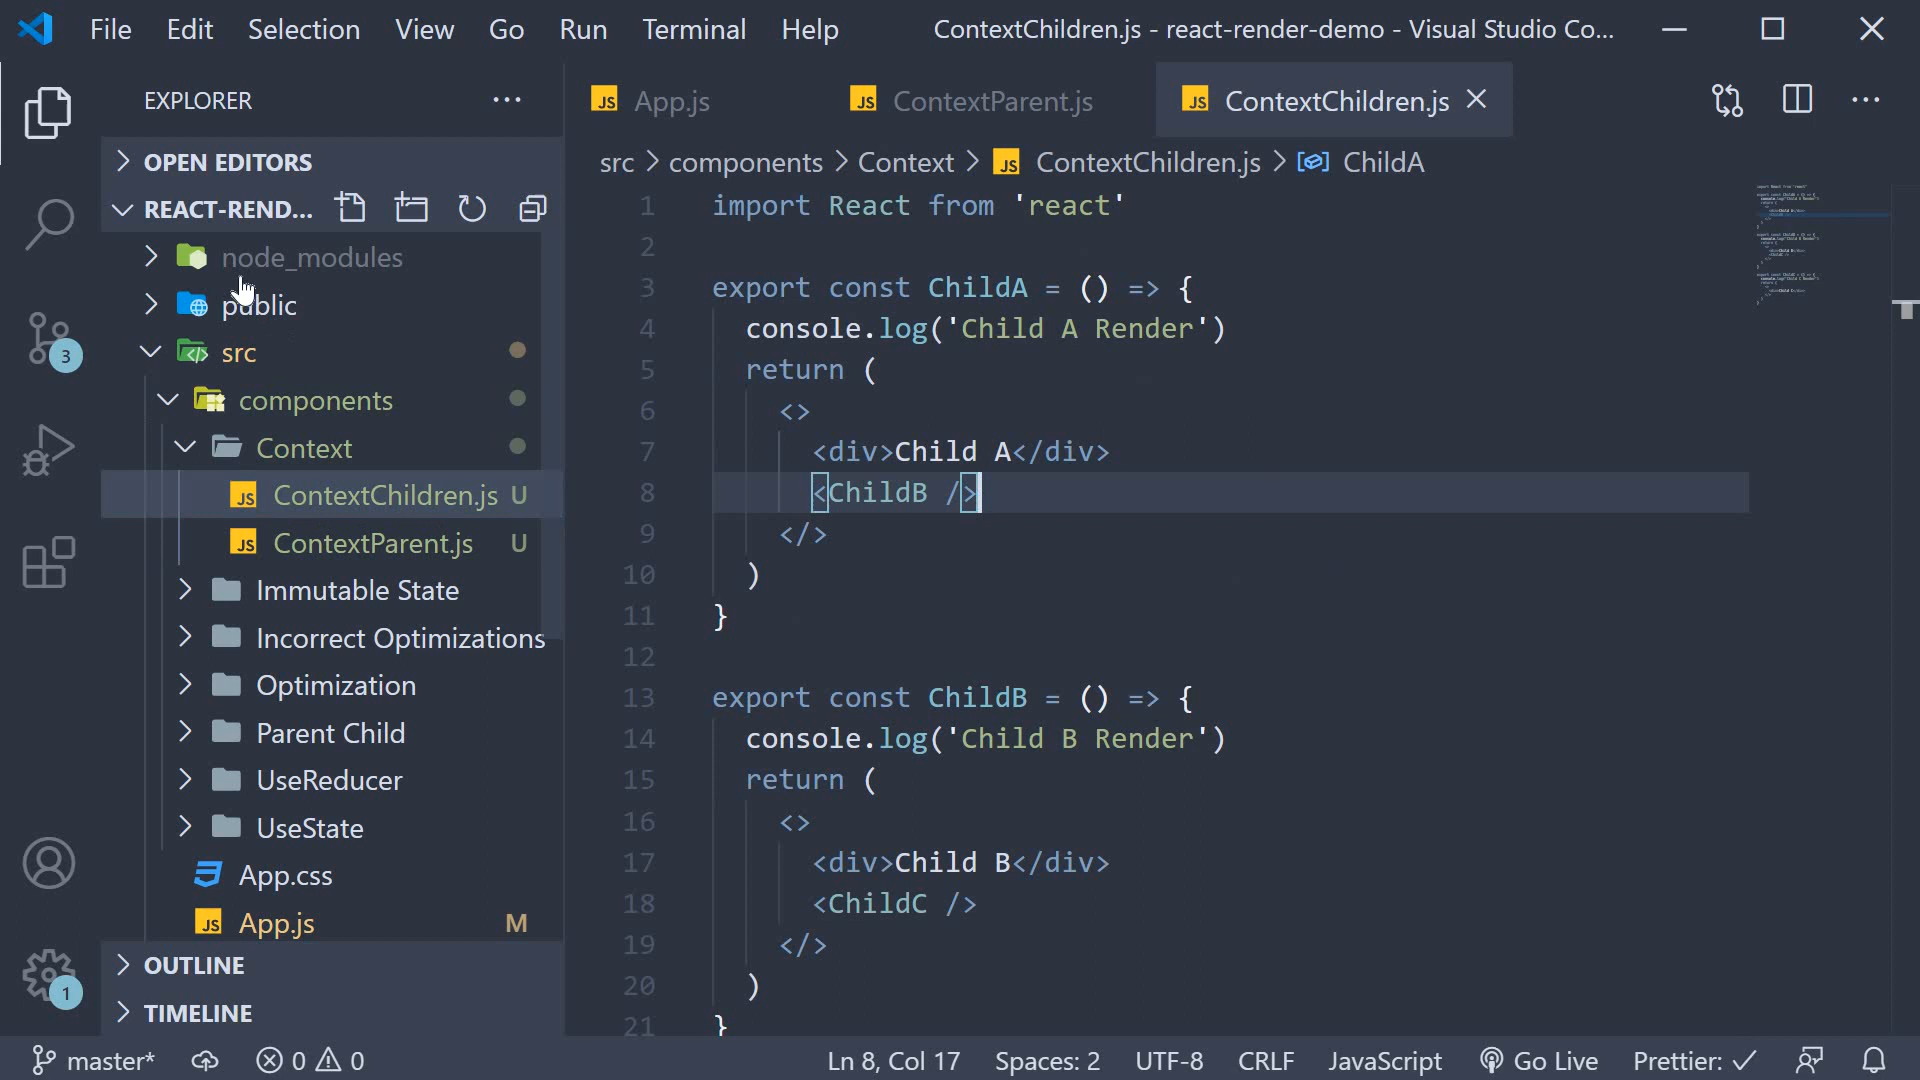 File Edit Selection View Go Run Terminal Help ContextChildren.js - react-render-demo - Visual Studio Co...
EXPLORER
OPEN EDITORS
REACT-REND...
node_modules
public
src
components
Context
ContextChildren.js U
ContextParent.js U
Immutable State
Incorrect Optimizations
Optimization
Parent Child
UseReducer
UseState
App.css
JS App.js M
OUTLINE
TIMELINE
3
1
JS App.js JS ContextParent.js JS ContextChildren.js
src > components > Context > JS ContextChildren.js > ChildA
1 import React from 'react'
2
3 export const ChildA = () => {
4 console.log('Child A Render')
5 return (
6 <>
7 <div>Child A</div>
8 <ChildB />
9 </>
10 )
11 }
12
13 export const ChildB = () => {
14 console.log('Child B Render')
15 return (
16 <>
17 <div>Child B</div>
18 <ChildC />
19 </>
20 )
21 }
master* 0 0 Ln 8, Col 17 Spaces: 2 UTF-8 CRLF JavaScript Go Live Prettier: ✓